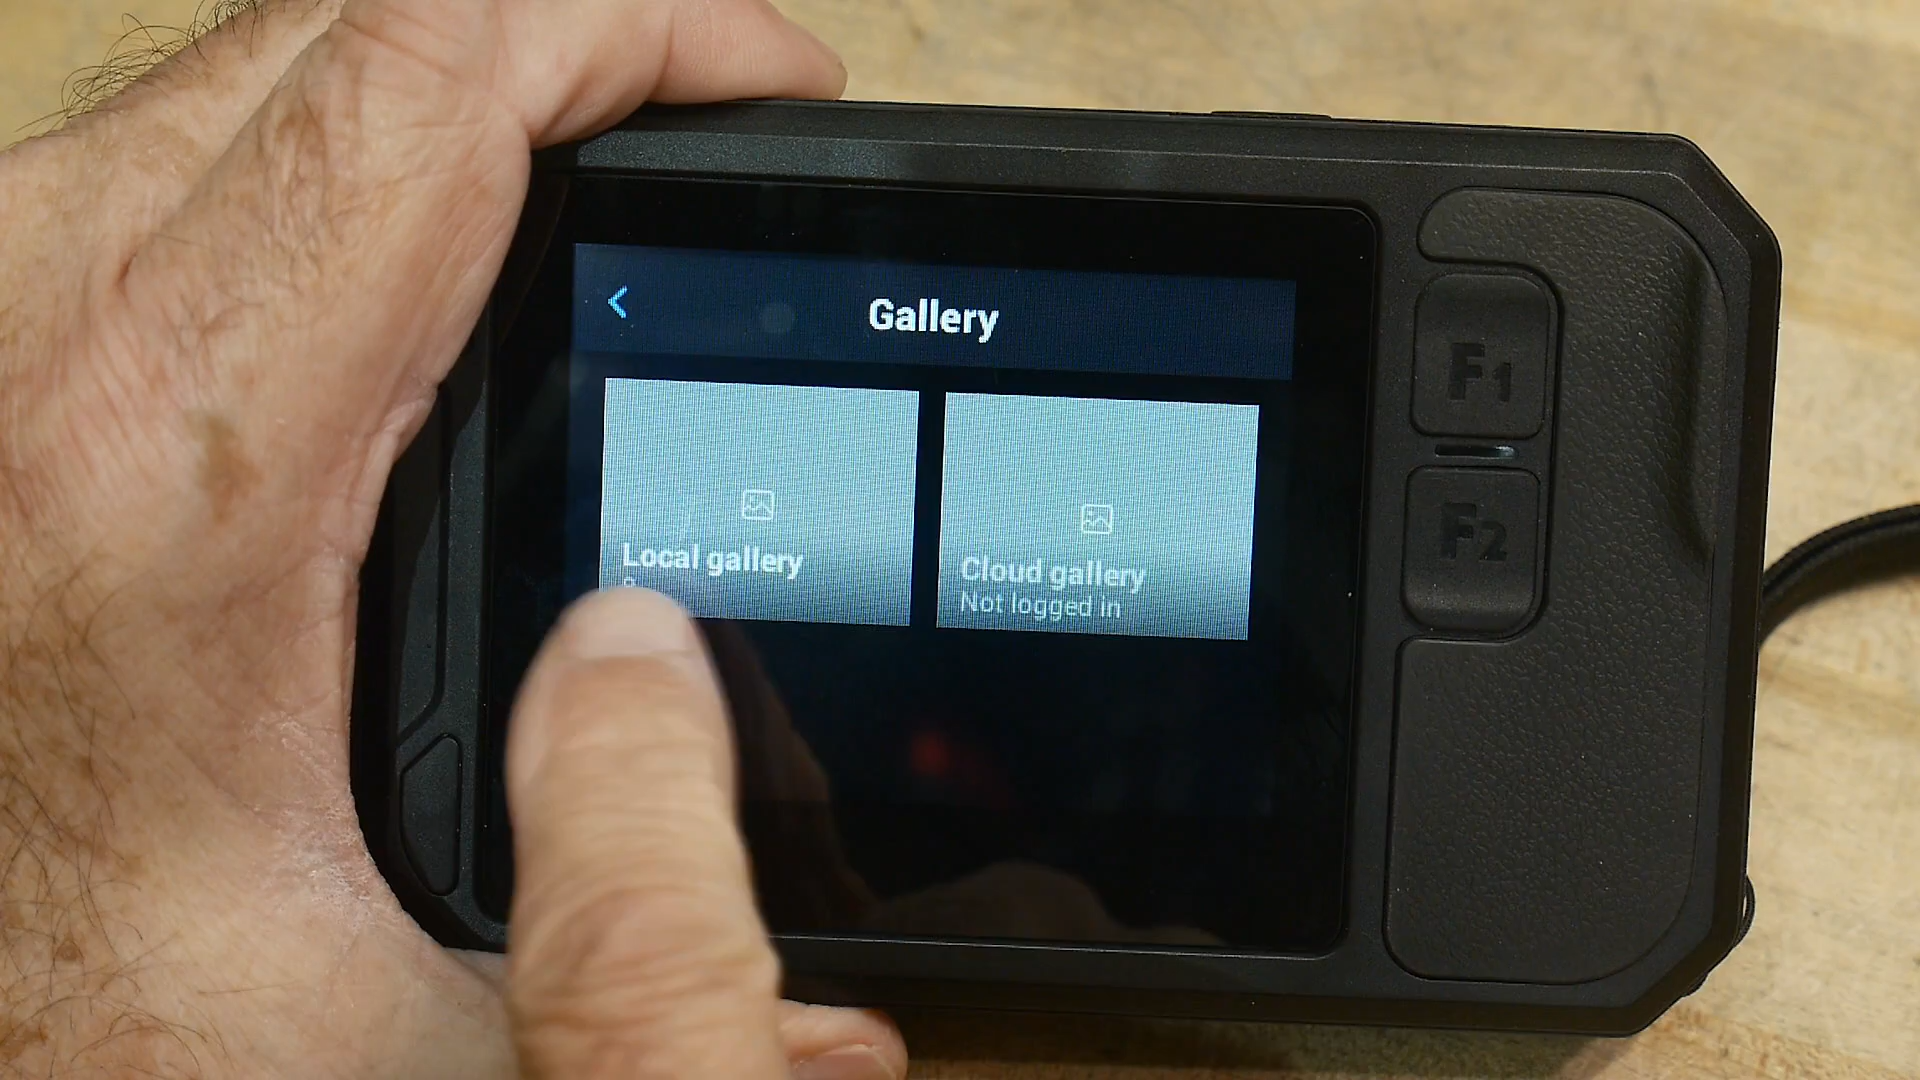 Gallery
Local gallery
Cloud gallery
Not logged in
F1
F2